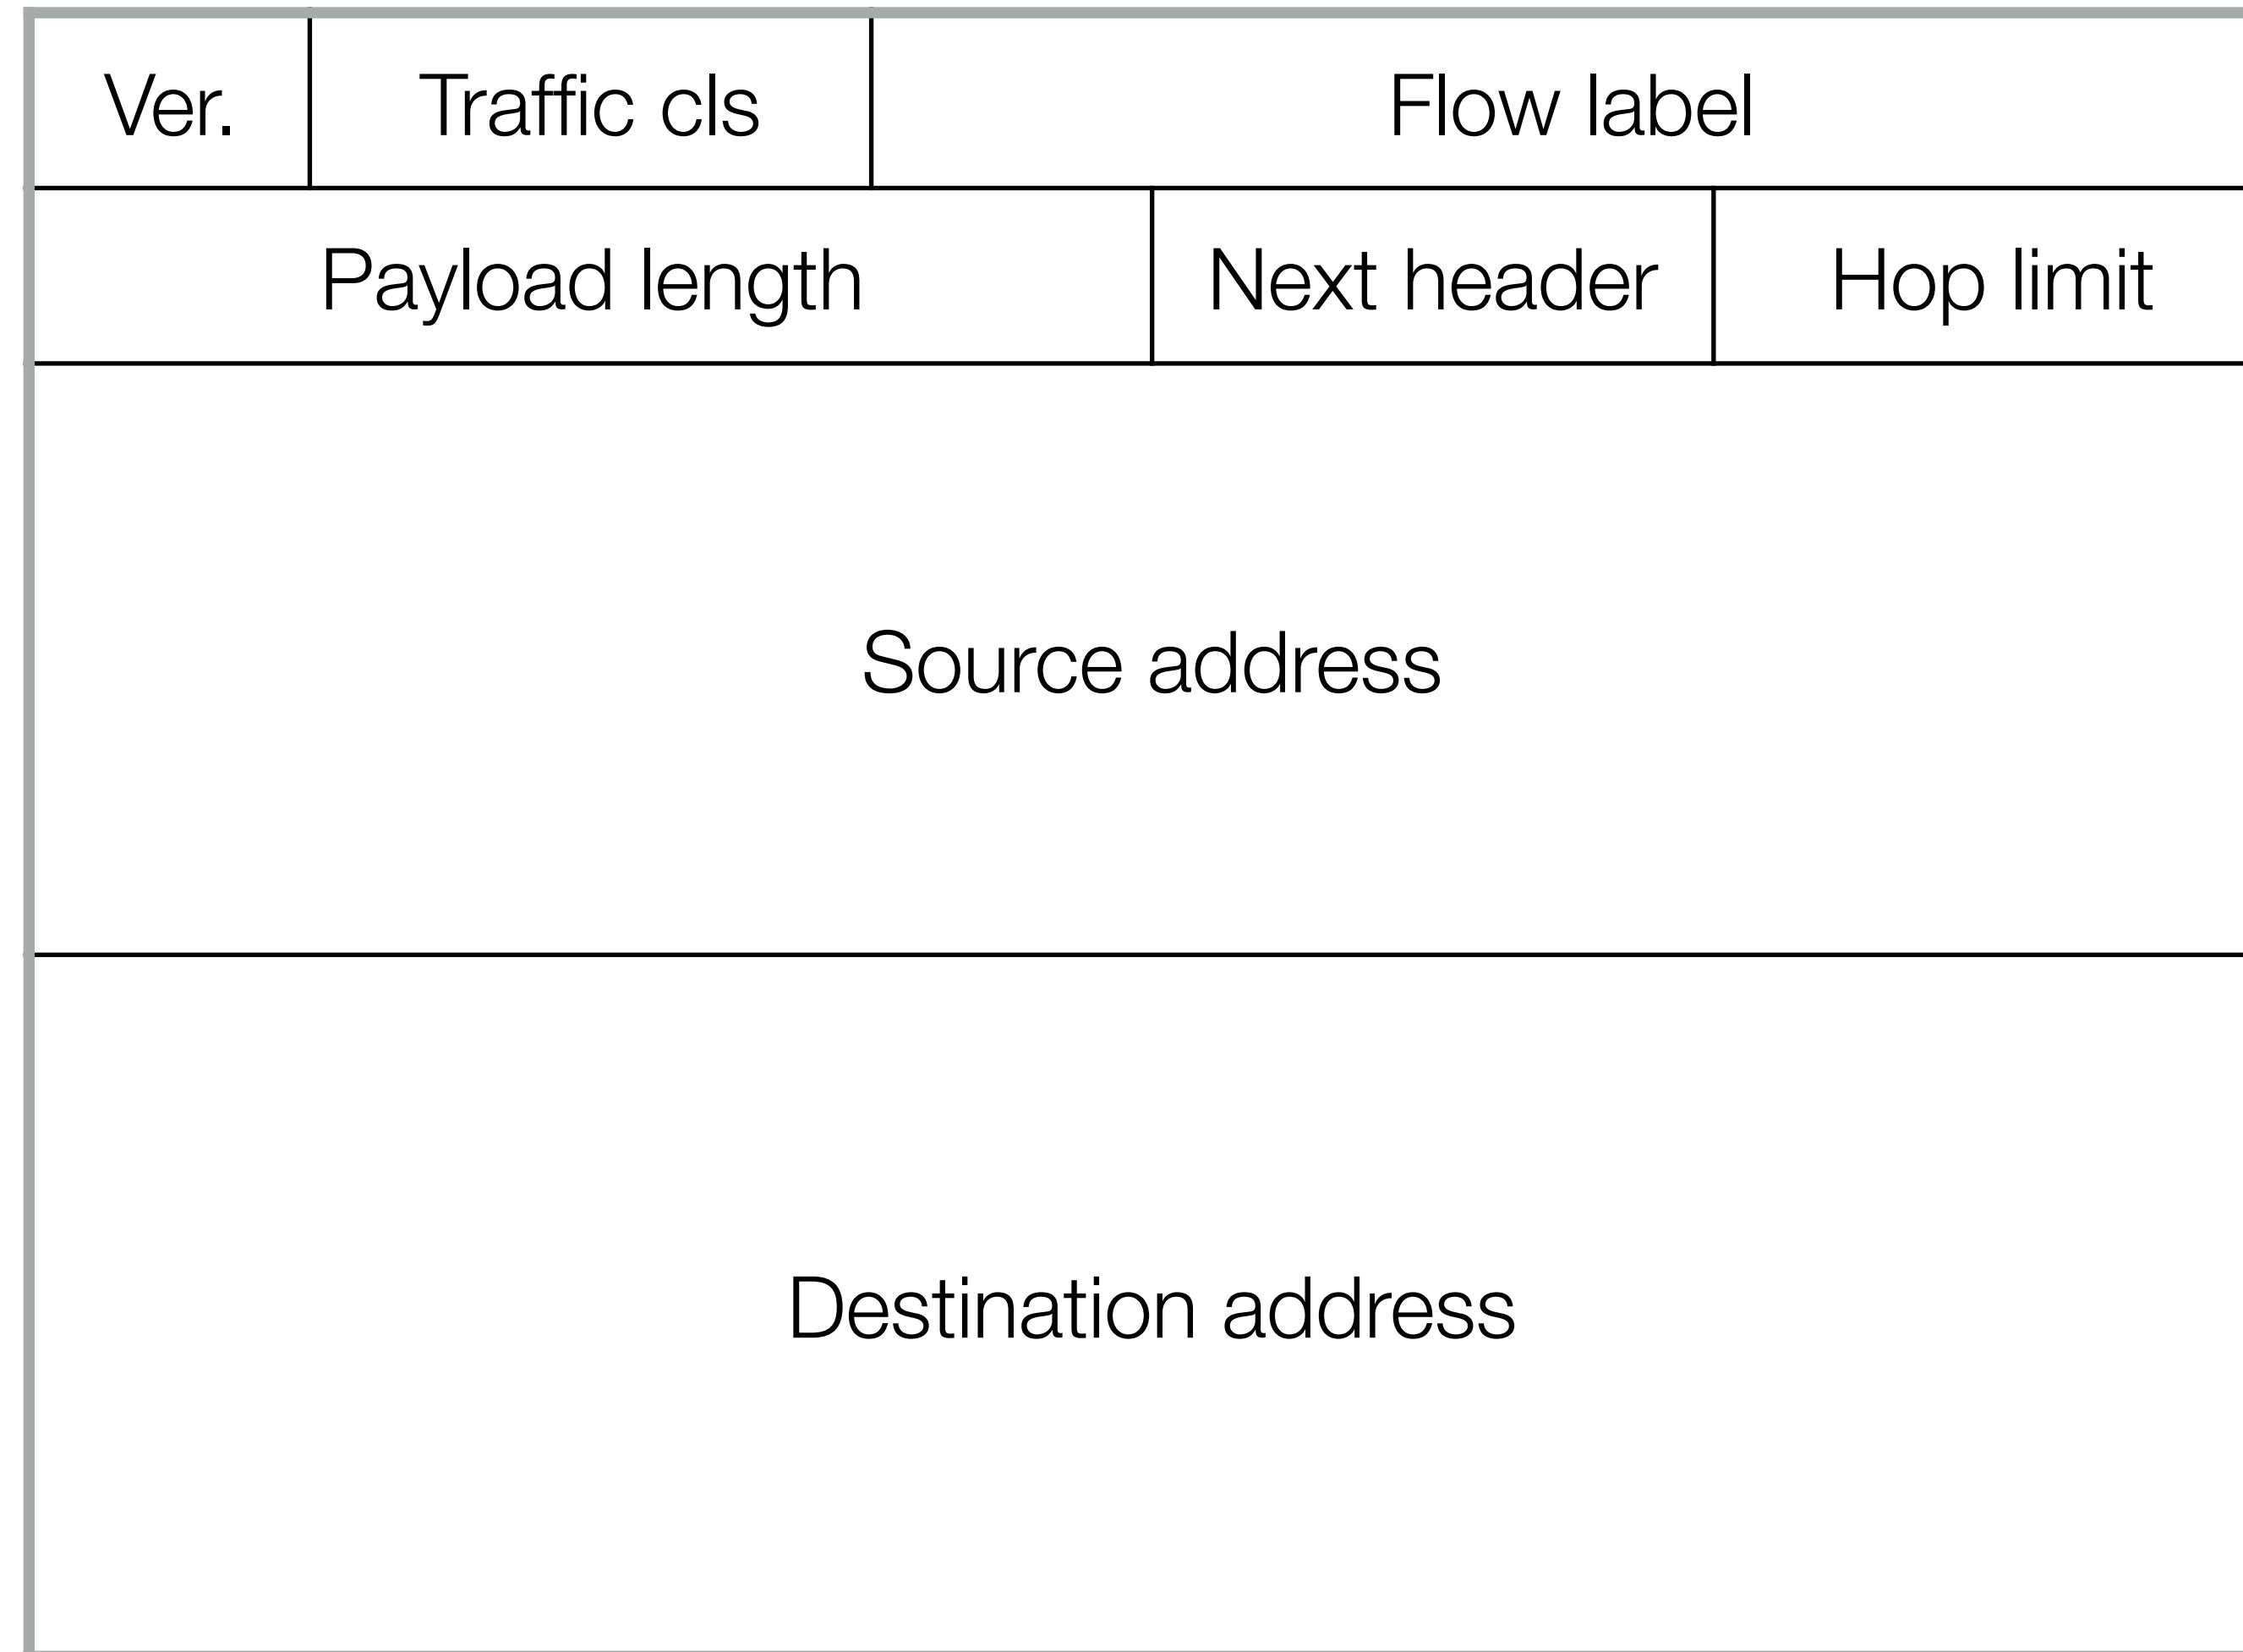 Ver. Traffic cls Flow label
Payload length Next header Hop limit
Source address
Destination address